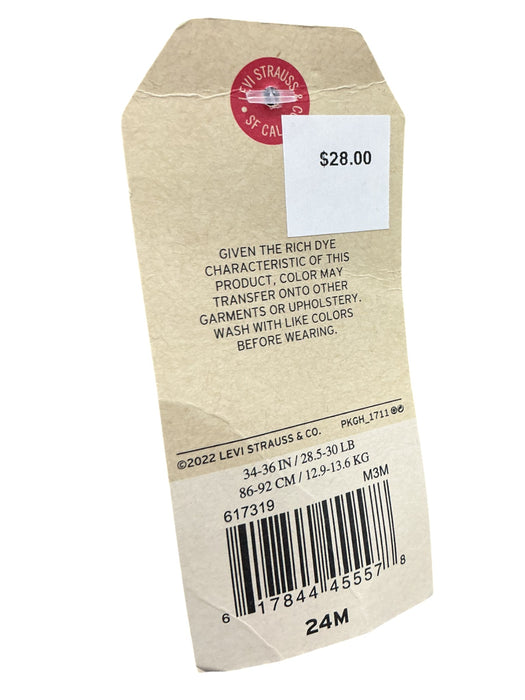 LEVI STRAUSS & CO
SF CAL
$28.00
GIVEN THE RICH DYE
CHARACTERISTIC OF THIS
PRODUCT, COLOR MAY
TRANSFER ONTO OTHER
GARMENTS OR UPHOLSTERY.
WASH WITH LIKE COLORS
BEFORE WEARING.
©2022 LEVI STRAUSS & CO. PKGH_1711
34-36 IN / 28.5-30 LB
86-92 CM / 12.9-13.6 KG
617319 M3M
6 17844 45557 8
24M